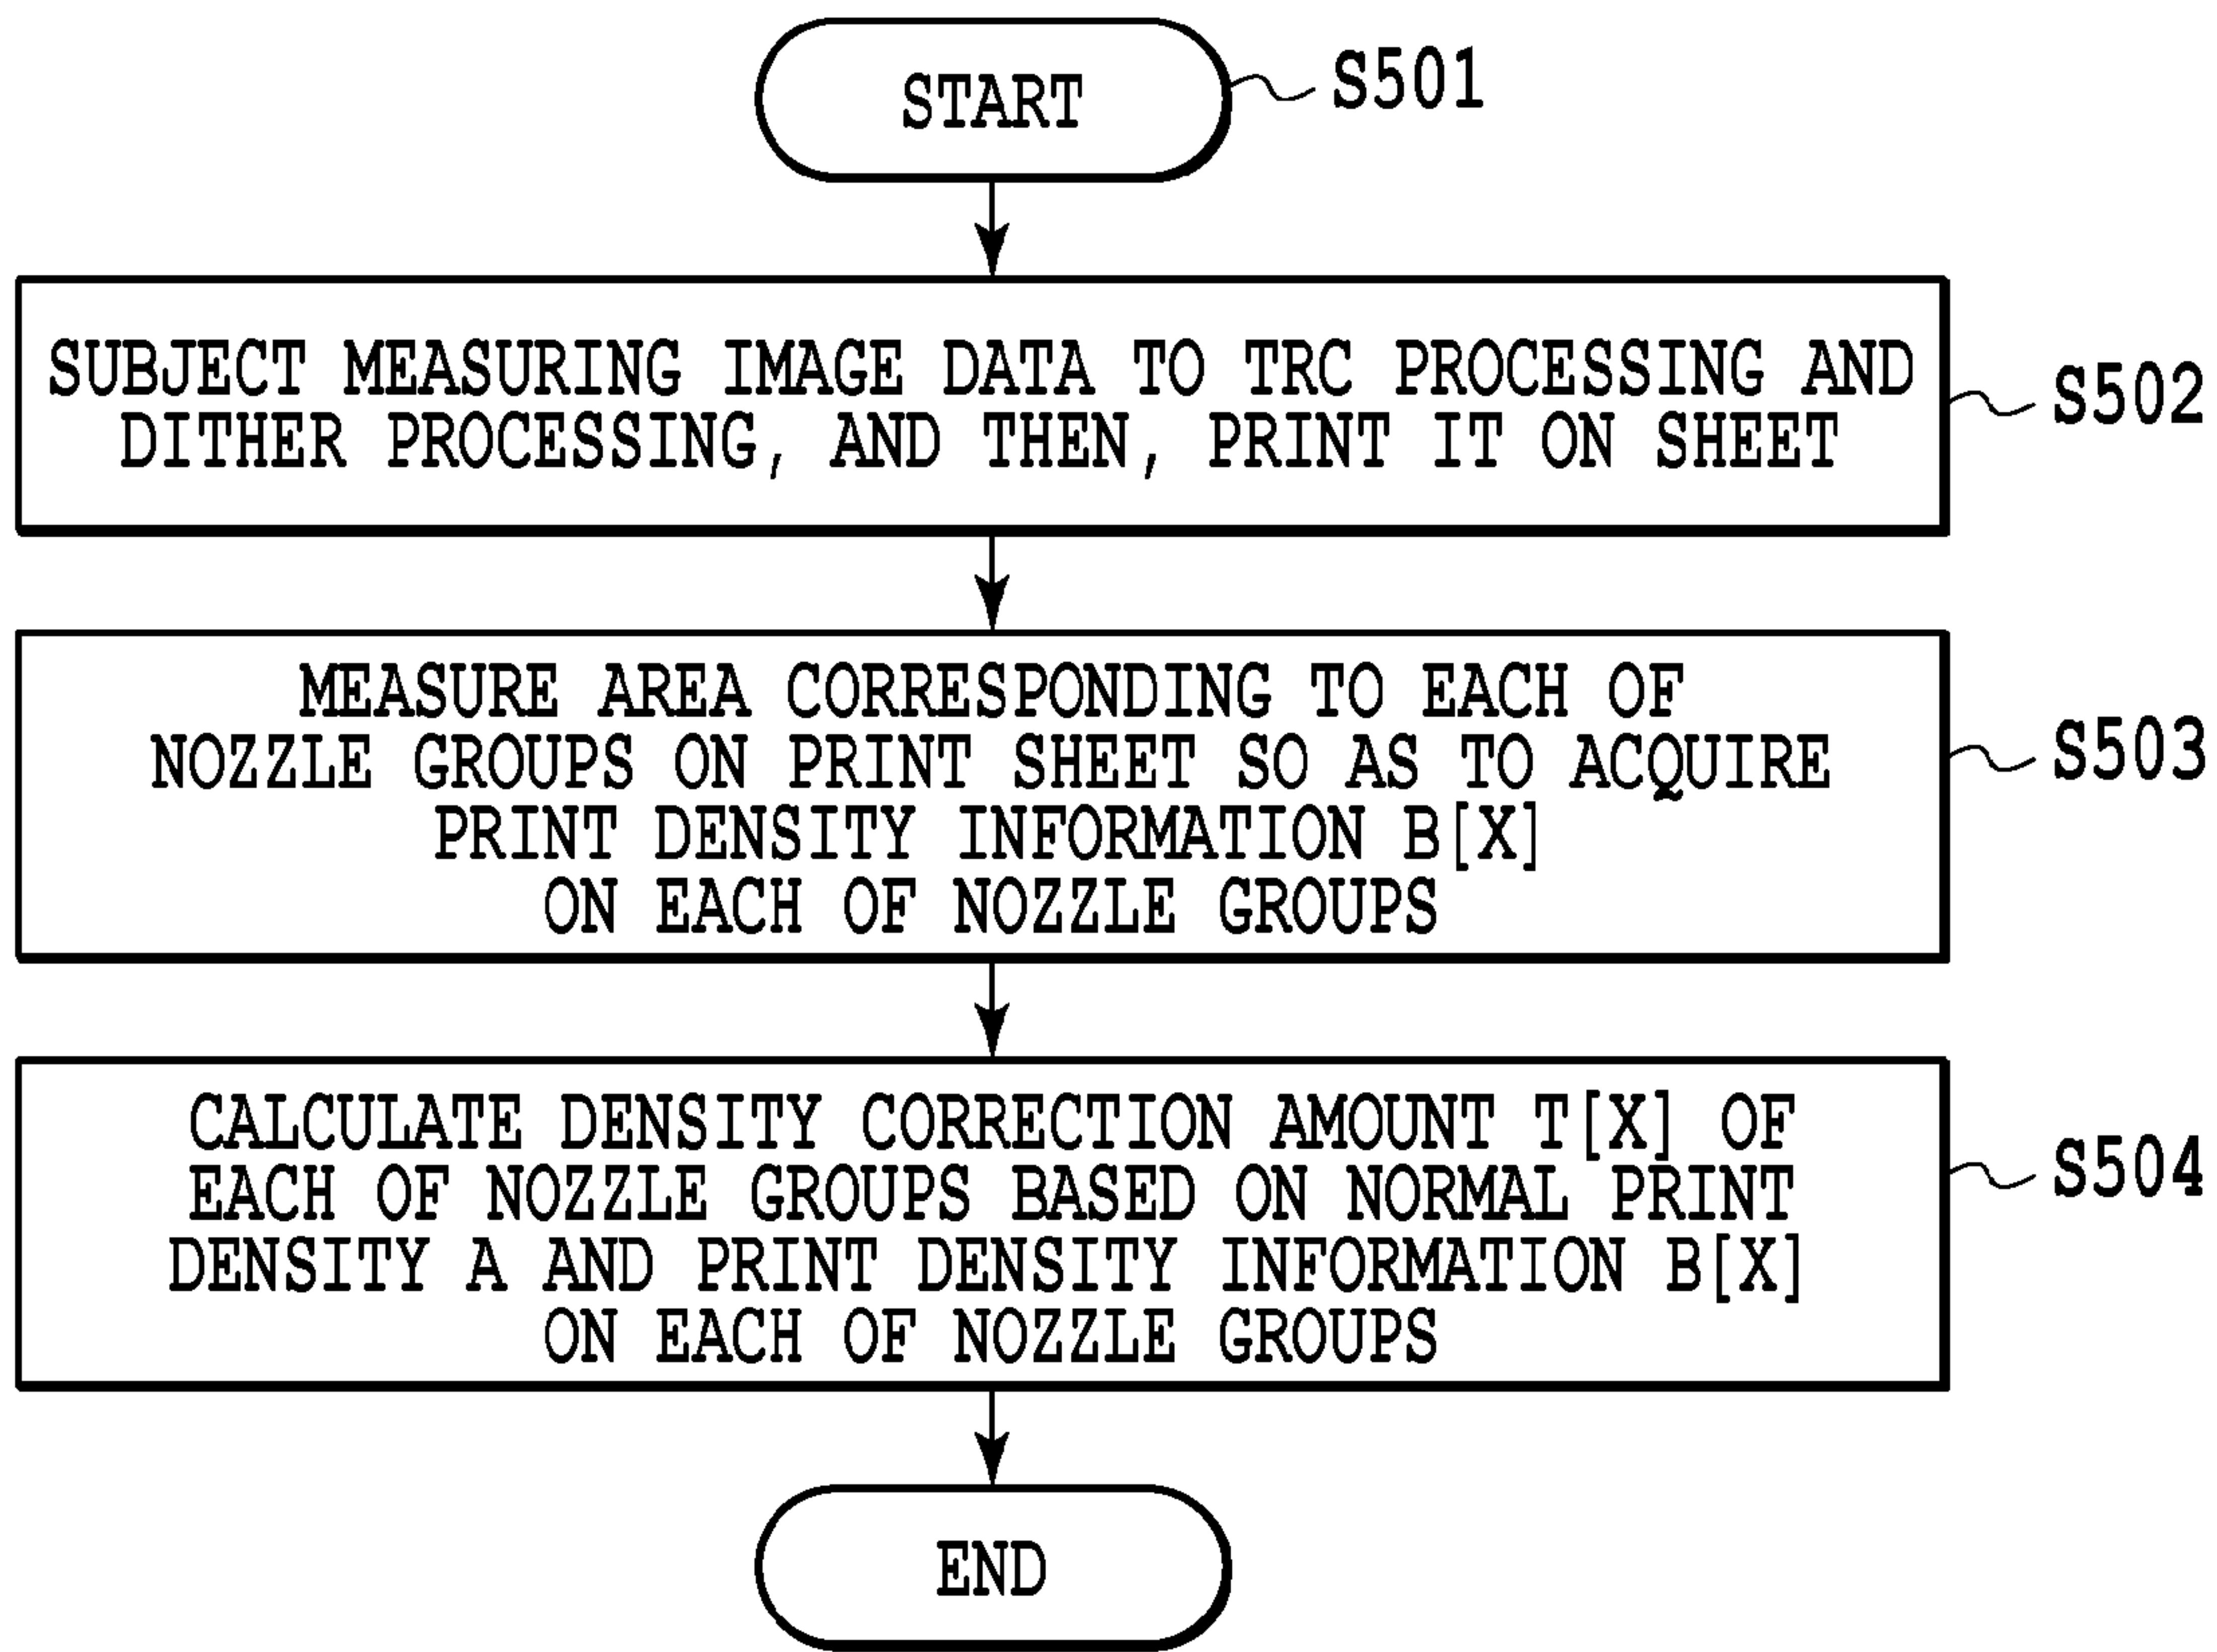 START
S501
SUBJECT MEASURING IMAGE DATA TO TRC PROCESSING AND
DITHER PROCESSING, AND THEN, PRINT IT ON SHEET
S502
MEASURE AREA CORRESPONDING TO EACH OF
NOZZLE GROUPS ON PRINT SHEET SO AS TO ACQUIRE
PRINT DENSITY INFORMATION B[X]
ON EACH OF NOZZLE GROUPS
S503
CALCULATE DENSITY CORRECTION AMOUNT T[X] OF
EACH OF NOZZLE GROUPS BASED ON NORMAL PRINT
DENSITY A AND PRINT DENSITY INFORMATION B[X]
ON EACH OF NOZZLE GROUPS
S504
END